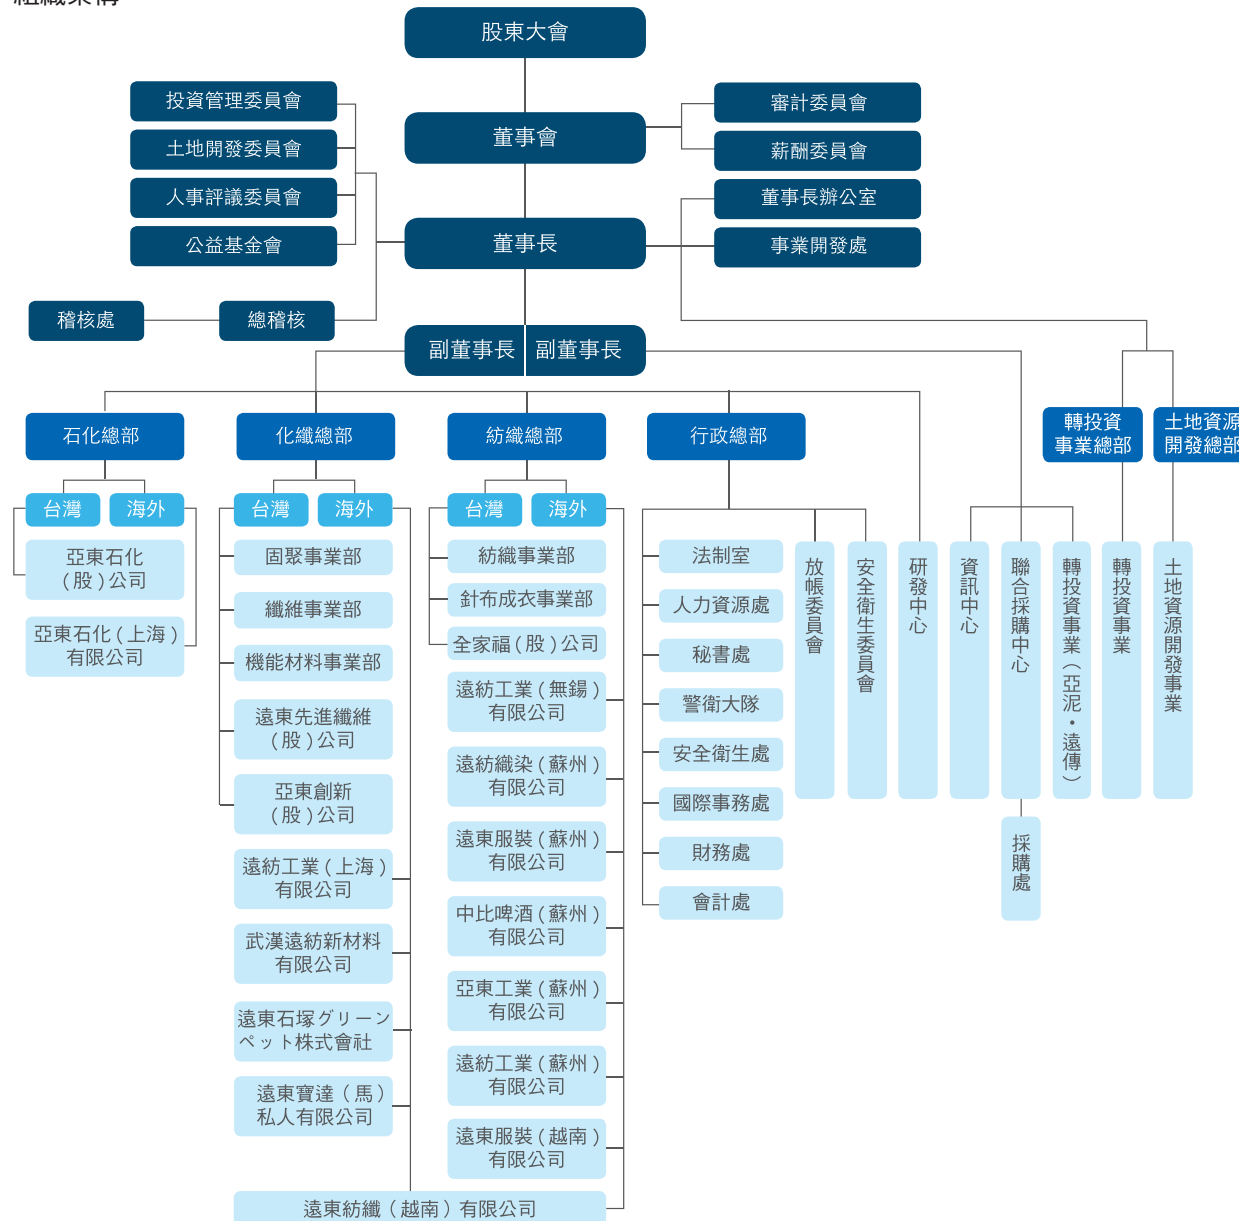 股東大會
投資管理委員會
土地開發委員會
人事評議委員會
公益基金會
董事會
審計委員會
薪酬委員會
董事長
董事長辦公室
事業開發處
稽核處
總稽核
副董事長
副董事長
石化總部
化纖總部
紡織總部
行政總部
轉投資
事業總部
土地資源
開發總部
台灣
海外
亞東石化
(股)公司
亞東石化(上海)
有限公司
台灣
海外
固聚事業部
纖維事業部
機能材料事業部
遠東先進纖維
(股)公司
亞東創新
(股)公司
遠紡工業(上海)
有限公司
武漢遠紡新材料
有限公司
遠東石塚グリーン
ペット株式會社
遠東寶達(馬)
私人有限公司
台灣
海外
紡織事業部
針布成衣事業部
全家福(股)公司
遠紡工業(無錫)
有限公司
遠紡織染(蘇州)
有限公司
遠東服裝(蘇州)
有限公司
中比啤酒(蘇州)
有限公司
亞東工業(蘇州)
有限公司
遠紡工業(蘇州)
有限公司
遠東服裝(越南)
有限公司
遠東紡纖(越南)有限公司
法制室
人力資源處
秘書處
警衛大隊
安全衛生處
國際事務處
財務處
會計處
放帳委員會
安全衛生委員會
研發中心
資訊中心
聯合採購中心
採購處
轉投資事業(亞泥・遠傳)
轉投資事業
土地資源開發事業